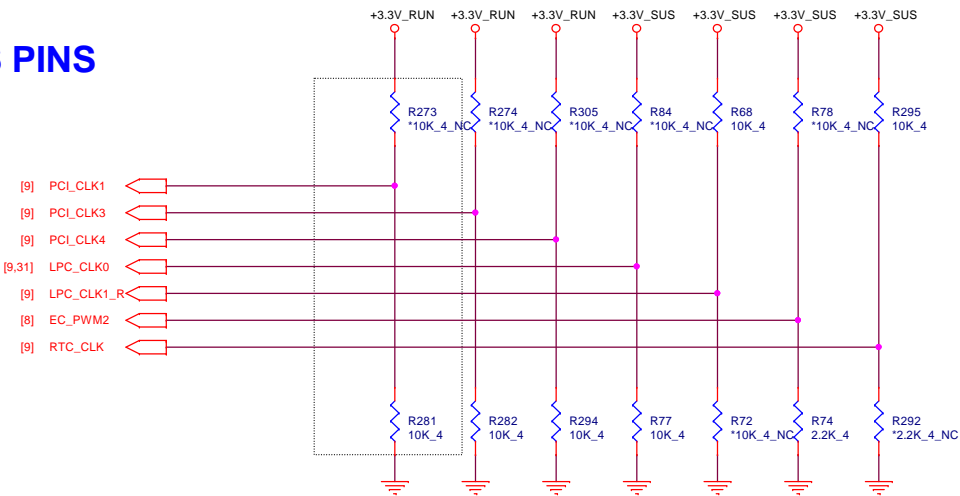 +3.3V_RUN +3.3V_RUN +3.3V_RUN +3.3V_SUS +3.3V_SUS +3.3V_SUS +3.3V_SUS
PINS
R273 R274 R305 R84 R68 R78 R295
*10K_4_NC *10K_4_NC *10K_4_NC *10K_4_NC 10K_4 *10K_4_NC 10K_4
[9] PCI_CLK1
[9] PCI_CLK3
[9] PCI_CLK4
[9,31] LPC_CLK0
[9] LPC_CLK1_R
[8] EC_PWM2
[9] RTC_CLK
R281 R282 R294 R77 R72 R74 R292
10K_4 10K_4 10K_4 10K_4 *10K_4_NC 2.2K_4 *2.2K_4_NC